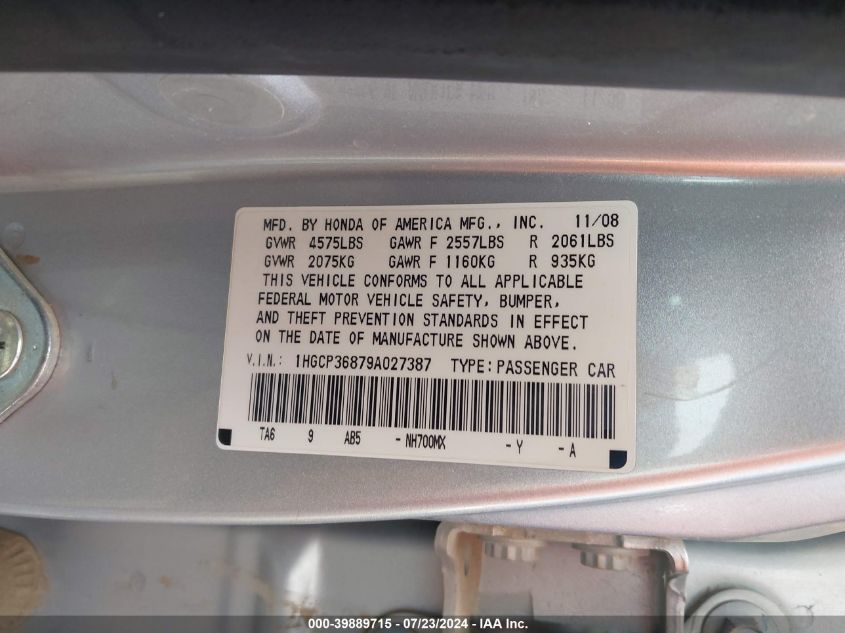 MFD. BY HONDA OF AMERICA MFG., INC. 11/08
GVWR 4575LBS GAWR F 2557LBS R 2061LBS
GVWR 2075KG GAWR F 1160KG R 935KG
THIS VEHICLE CONFORMS TO ALL APPLICABLE
FEDERAL MOTOR VEHICLE SAFETY, BUMPER,
AND THEFT PREVENTION STANDARDS IN EFFECT
ON THE DATE OF MANUFACTURE SHOWN ABOVE.
V.I.N.: 1HGCP36879A027387 TYPE: PASSENGER CAR
TA6 9 AB5 - NH700MX - Y - A
000-39889715 - 07/23/2024 - IAA Inc.